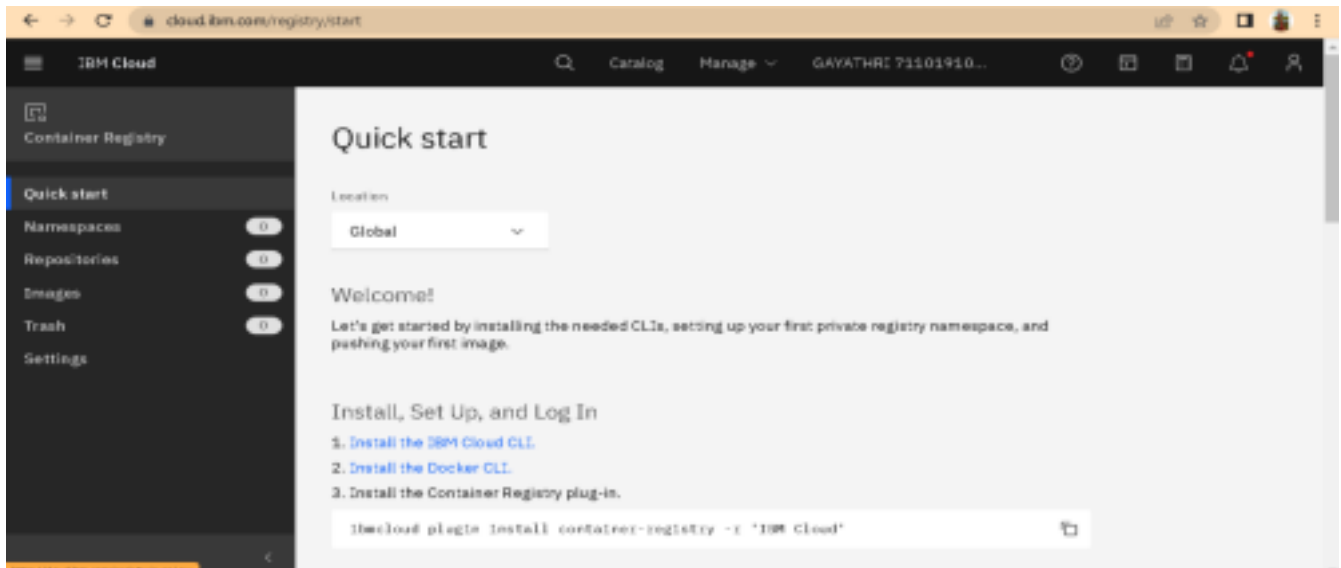 cloud.ibm.com/registry/start
IBM Cloud
Catalog
Manage
GAYATHRI 71101910...
Container Registry
Quick start
Namespaces
0
Repositories
0
Images
0
Trash
0
Settings
Quick start
Location
Global
Welcome!
Let's get started by installing the needed CLIs, setting up your first private registry namespace, and
pushing your first image.
Install, Set Up, and Log In
1. Install the IBM Cloud CLI.
2. Install the Docker CLI.
3. Install the Container Registry plug-in.
ibmcloud plugin install container-registry -r 'IBM Cloud'